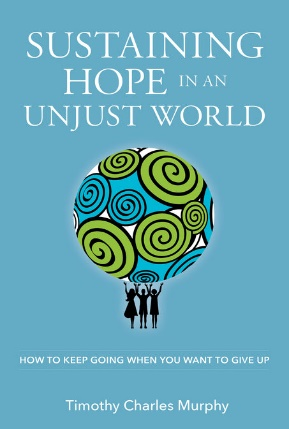 SUSTAINING
HOPE IN AN
UNJUST WORLD
HOW TO KEEP GOING WHEN YOU WANT TO GIVE UP
Timothy Charles Murphy